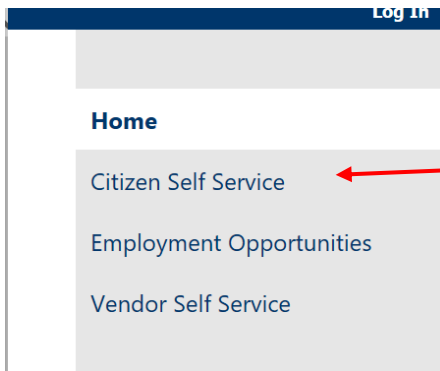 Log In
Home
Citizen Self Service
Employment Opportunities
Vendor Self Service